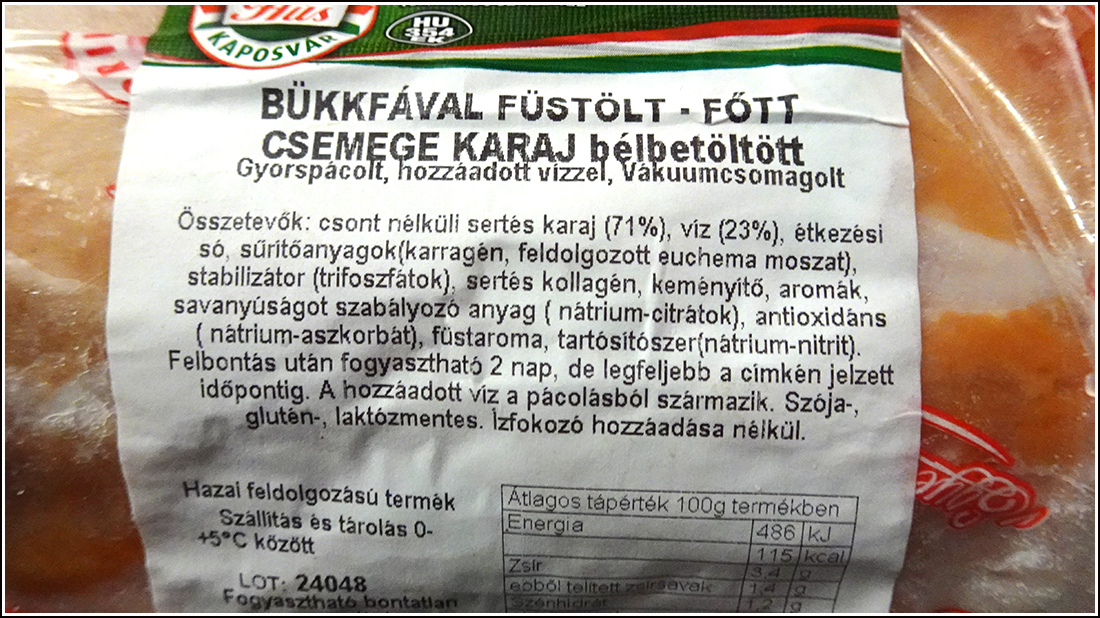 Hús
KAPOSVÁR
HU
354
EK
BÜKKFÁVAL FÜSTÖLT - FŐTT
CSEMEGE KARAJ bélbetöltött
Gyorspácolt, hozzáadott vízzel, Vákuumcsomagolt
Összetevők: csont nélküli sertés karaj (71%), víz (23%), étkezési
só, sűrítőanyagok(karragén, feldolgozott euchema moszat),
stabilizátor (trifoszfátok), sertés kollagén, keményítő, aromák,
savanyúságot szabályozó anyag ( nátrium-citrátok), antioxidáns
( nátrium-aszkorbát), füstaroma, tartósítószer(nátrium-nitrit).
Felbontás után fogyasztható 2 nap, de legfeljebb a címkén jelzett
időpontig. A hozzáadott víz a pácolásból származik. Szója-,
glutén-, laktózmentes. Ízfokozó hozzáadása nélkül.
Hazai feldolgozású termék
Szállítás és tárolás 0-
+5°C között
LOT: 24048
Fogyasztható bontatlan
Átlagos tápérték 100g termékben
Energia 486 kJ
115 kcal
Zsír 3,4 g
ebből telített zsírsavak 1,4 g
Szénhidrát 1,2 g